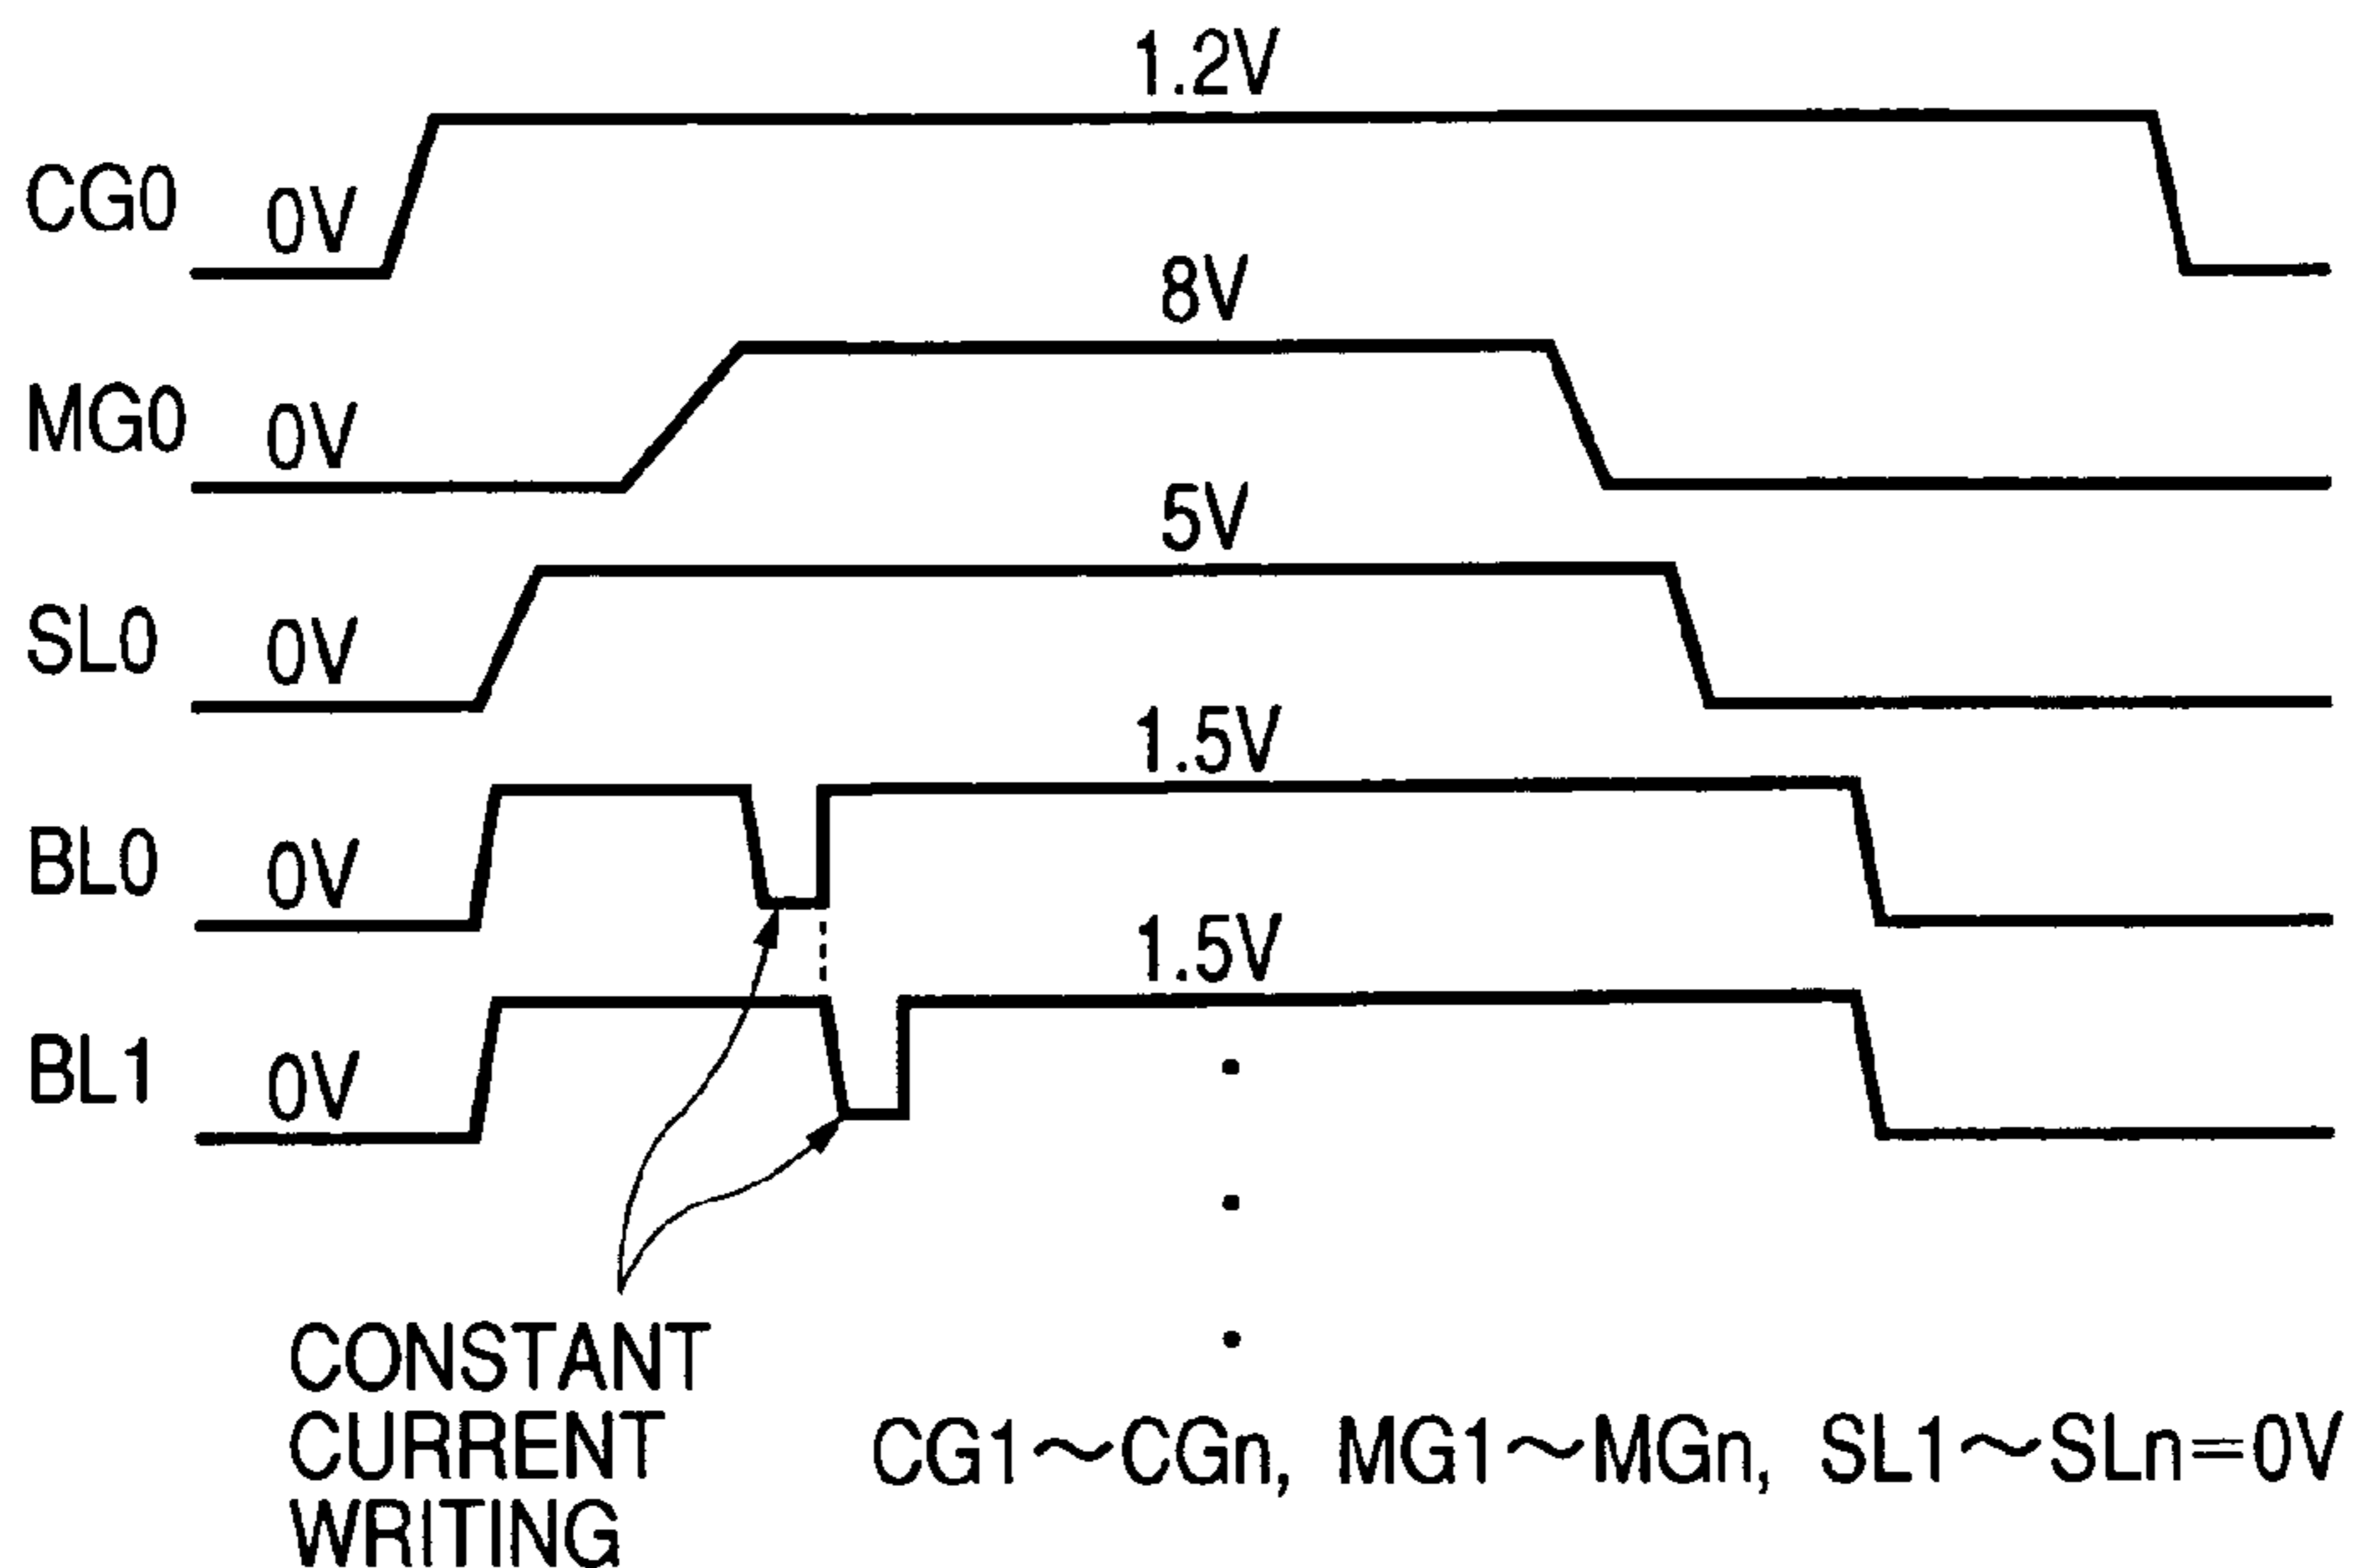 1.2V
CG0 0V
8V
MG0 0V
5V
SL0 0V
1.5V
BL0 0V
1.5V
BL1 0V
CONSTANT
CURRENT
WRITING
CG1～CGn, MG1～MGn, SL1～SLn=0V